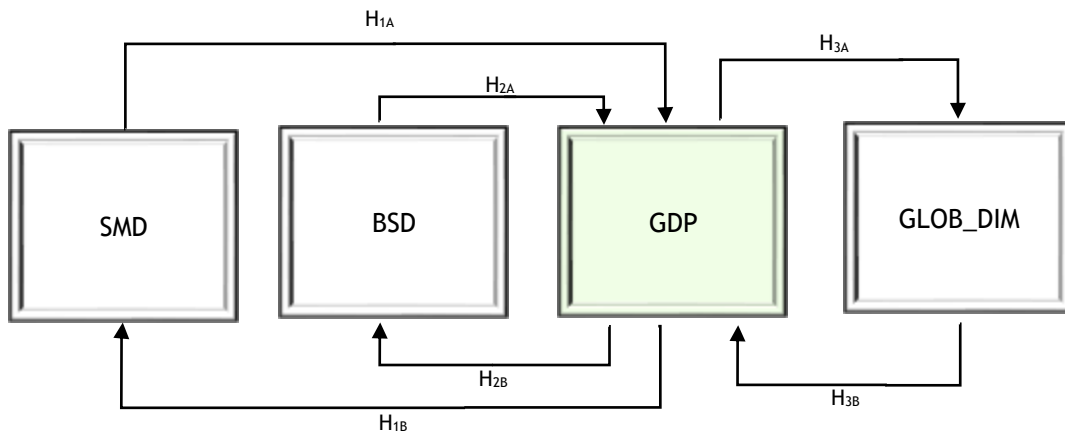 H1A
H3A
H2A
SMD
BSD
GDP
GLOB_DIM
H2B
H3B
H1B